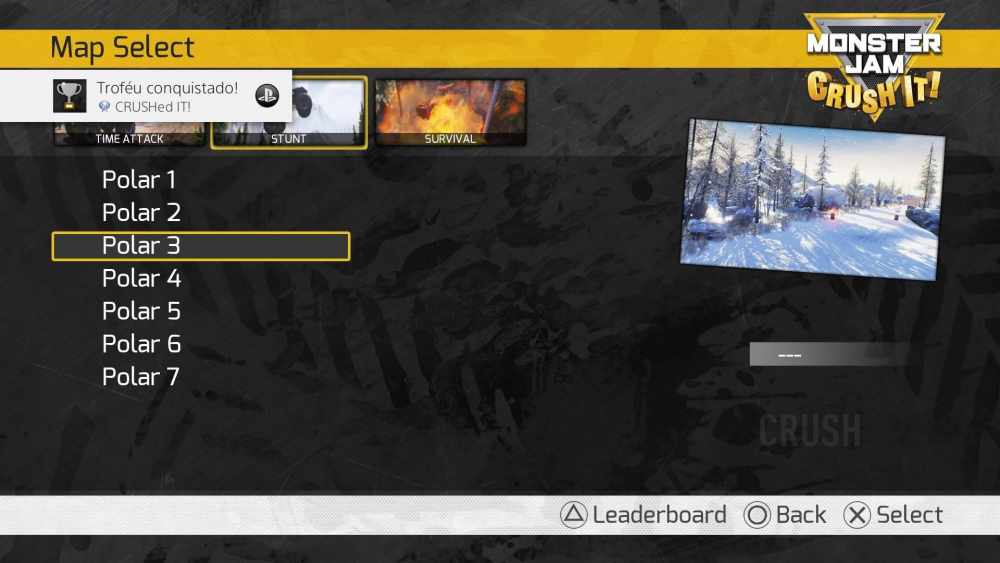 Map Select
MONSTER
JAM
CRUSH IT!
Troféu conquistado!
CRUSHed IT!
TIME ATTACK
STUNT
SURVIVAL
Polar 1
Polar 2
Polar 3
Polar 4
Polar 5
Polar 6
Polar 7
---
CRUSH
Leaderboard
Back
Select